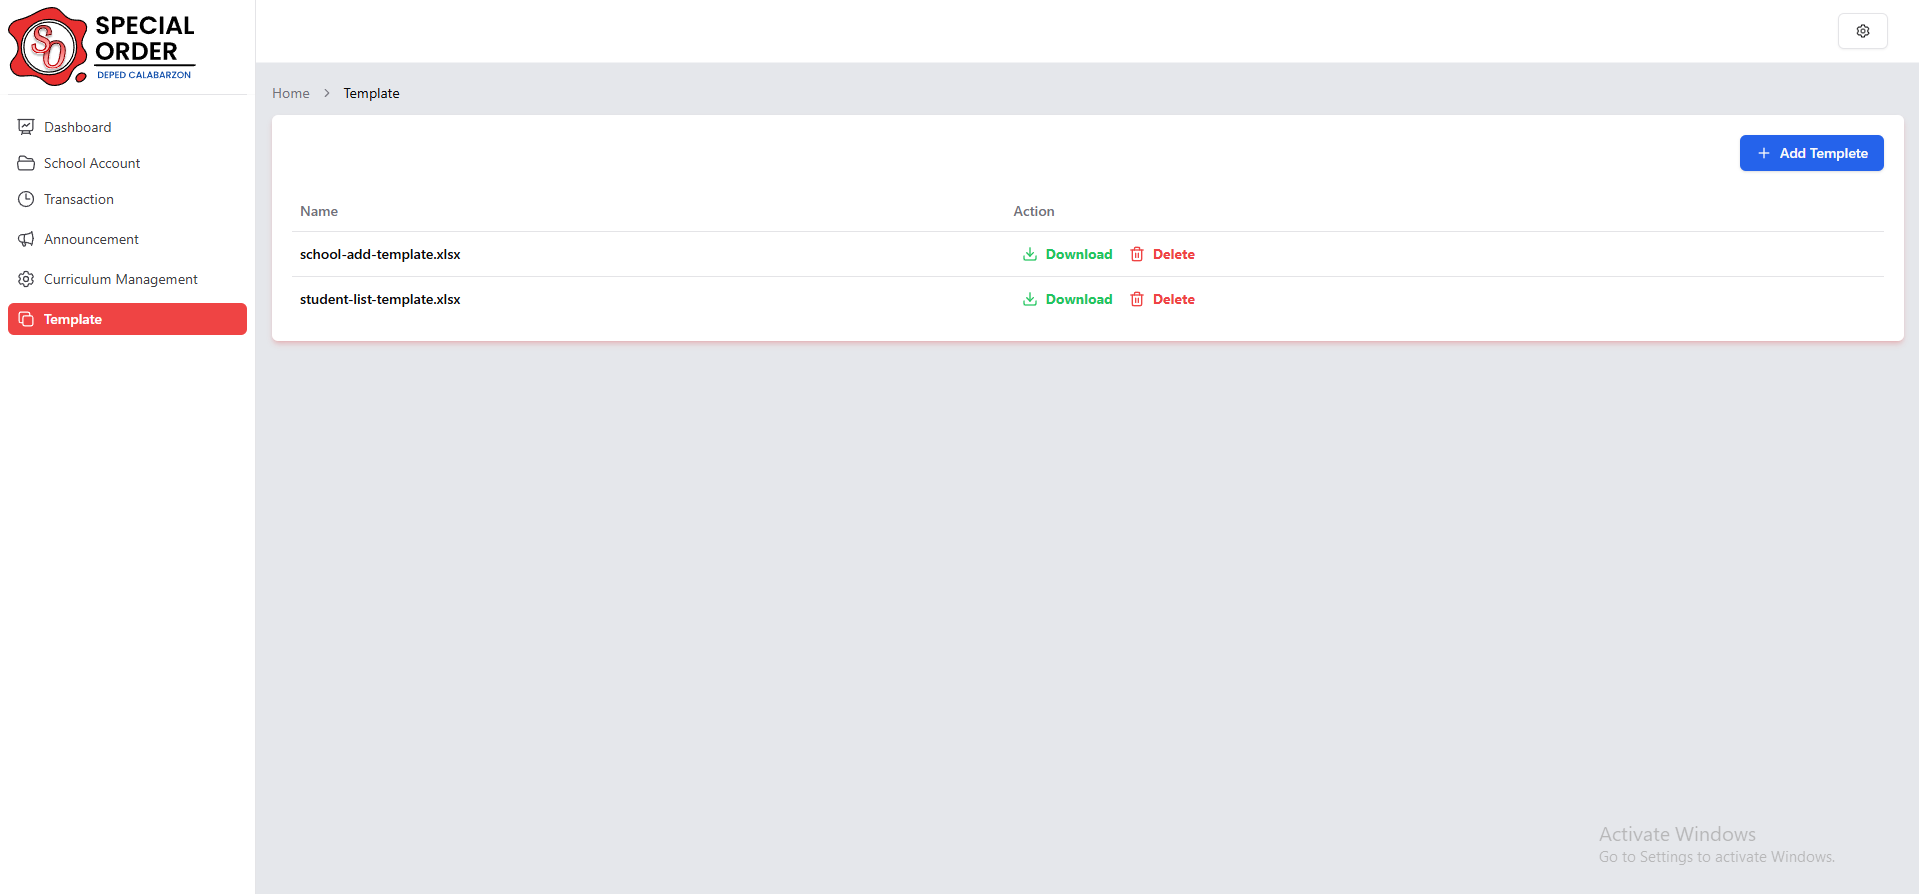 SO
SPECIAL
ORDER
DEPED CALABARZON
Dashboard
School Account
Transaction
Announcement
Curriculum Management
Template
Home > Template
+ Add Templete
Name Action
school-add-template.xlsx Download Delete
student-list-template.xlsx Download Delete
Activate Windows
Go to Settings to activate Windows.